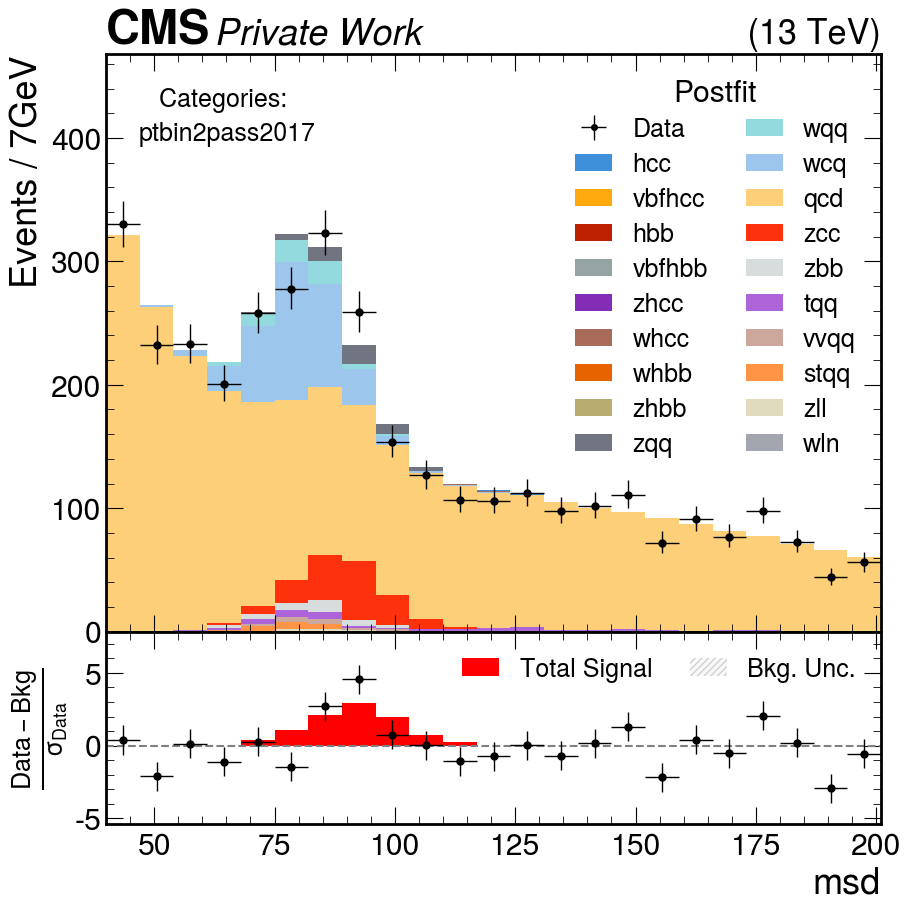 CMS Private Work (13 TeV)
Events / 7GeV
Categories:
ptbin2pass2017
Postfit
Data
hcc
vbfhcc
hbb
vbfhbb
zhcc
whcc
whbb
zhbb
zqq
wqq
wcq
qcd
zcc
zbb
tqq
vvqq
stqq
zll
wln
400
300
200
100
0
Total Signal
Bkg. Unc.
Data – Bkg
σData
5
0
-5
50 75 100 125 150 175 200
msd